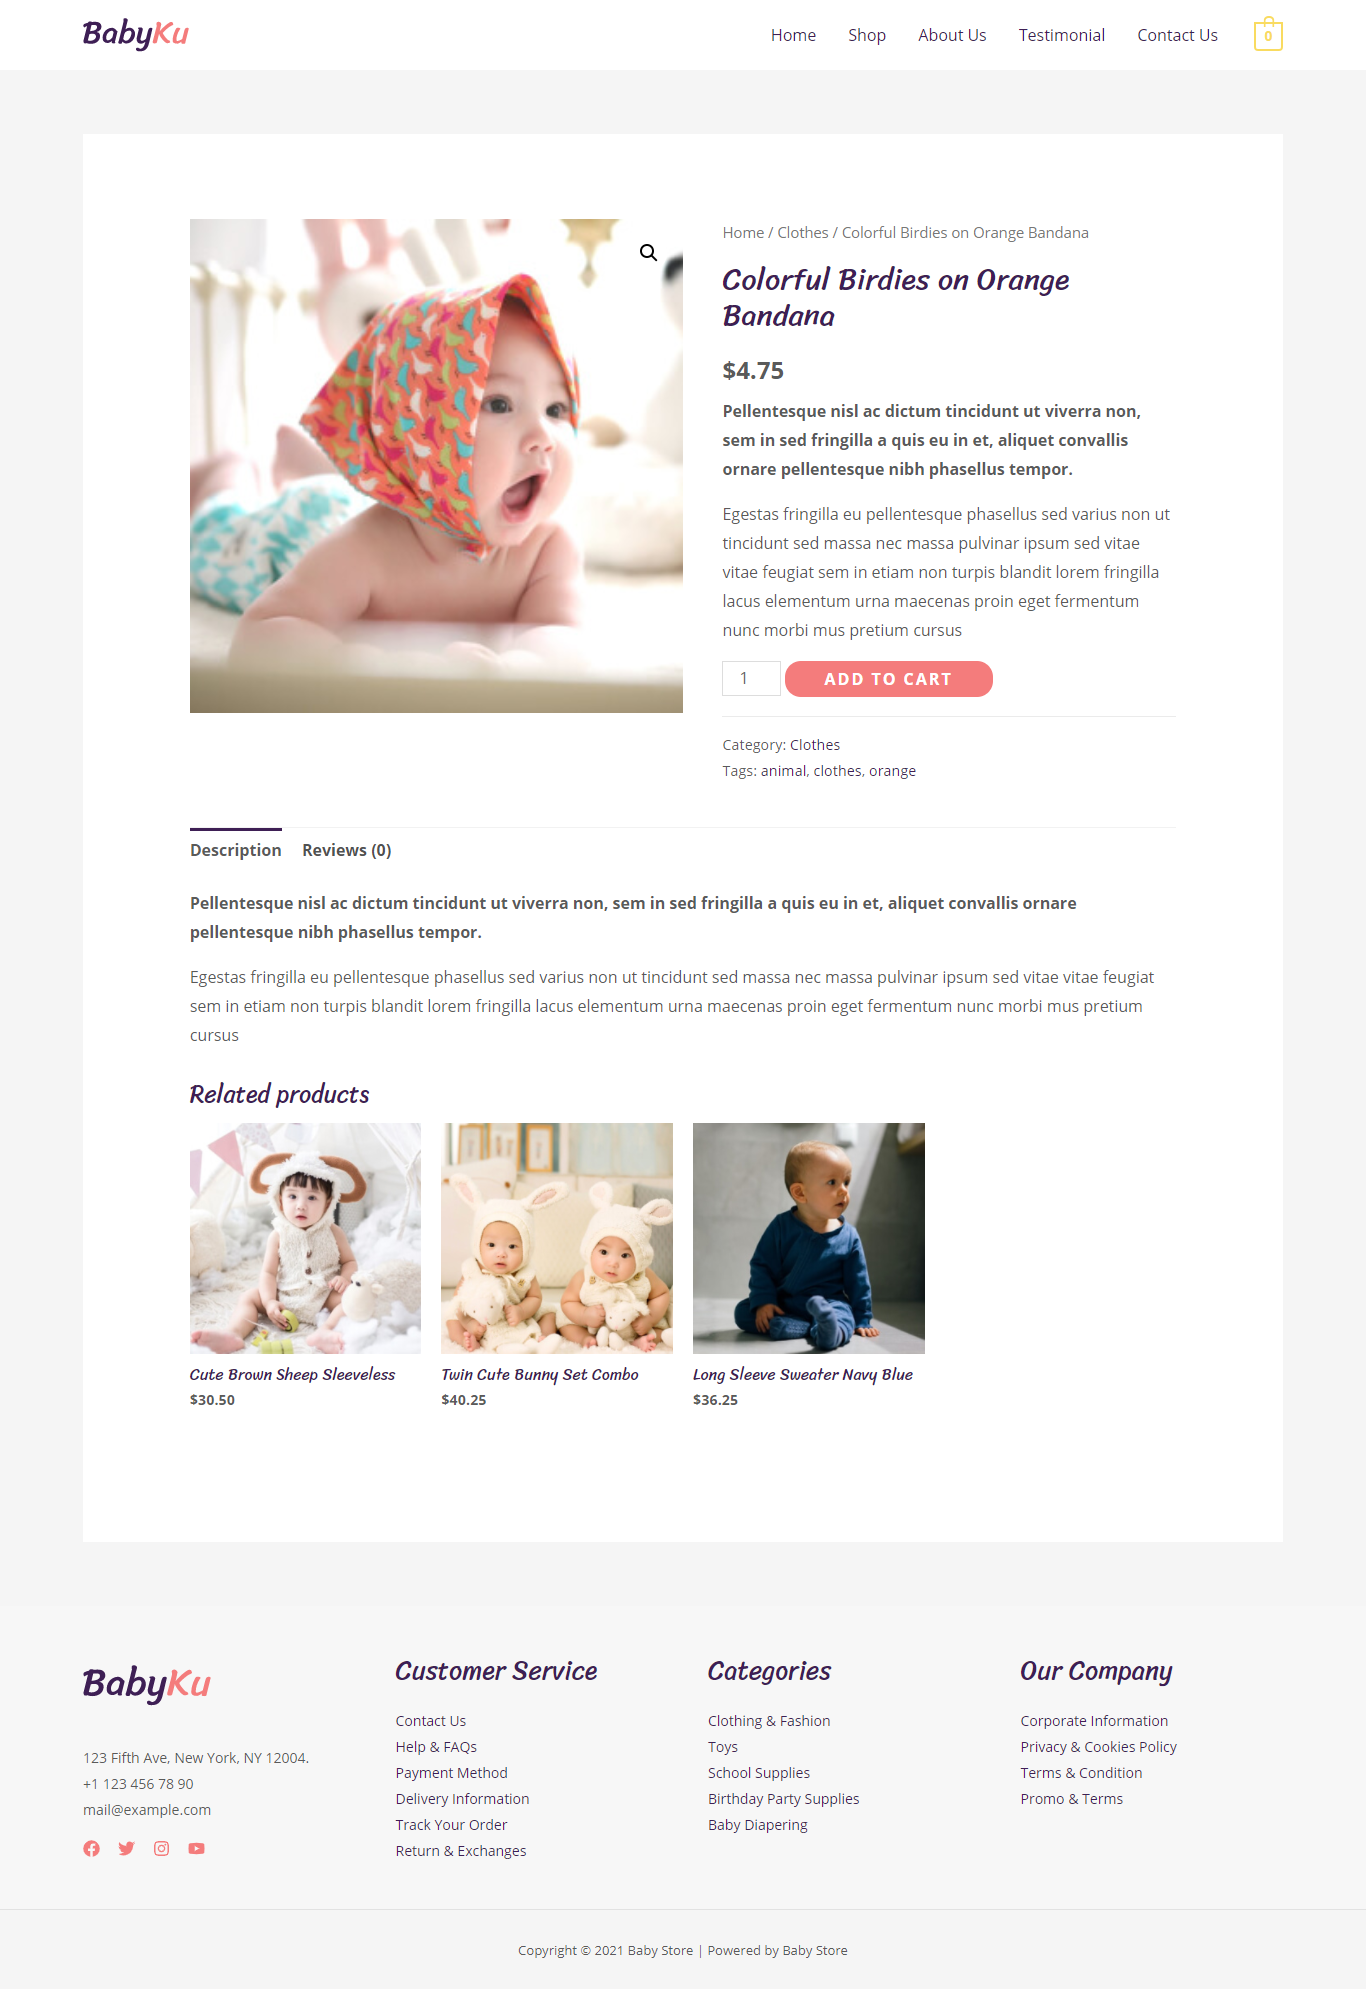 BabyKu
Home Shop About Us Testimonial Contact Us 0
Home / Clothes / Colorful Birdies on Orange Bandana
Colorful Birdies on Orange
Bandana
$4.75
Pellentesque nisl ac dictum tincidunt ut viverra non,
sem in sed fringilla a quis eu in et, aliquet convallis
ornare pellentesque nibh phasellus tempor.
Egestas fringilla eu pellentesque phasellus sed varius non ut
tincidunt sed massa nec massa pulvinar ipsum sed vitae
vitae feugiat sem in etiam non turpis blandit lorem fringilla
lacus elementum urna maecenas proin eget fermentum
nunc morbi mus pretium cursus
1 ADD TO CART
Category: Clothes
Tags: animal, clothes, orange
Description Reviews (0)
Pellentesque nisl ac dictum tincidunt ut viverra non, sem in sed fringilla a quis eu in et, aliquet convallis ornare
pellentesque nibh phasellus tempor.
Egestas fringilla eu pellentesque phasellus sed varius non ut tincidunt sed massa nec massa pulvinar ipsum sed vitae vitae feugiat
sem in etiam non turpis blandit lorem fringilla lacus elementum urna maecenas proin eget fermentum nunc morbi mus pretium
cursus
Related products
Cute Brown Sheep Sleeveless
$30.50
Twin Cute Bunny Set Combo
$40.25
Long Sleeve Sweater Navy Blue
$36.25
BabyKu
123 Fifth Ave, New York, NY 12004.
+1 123 456 78 90
mail@example.com
Customer Service
Contact Us
Help & FAQs
Payment Method
Delivery Information
Track Your Order
Return & Exchanges
Categories
Clothing & Fashion
Toys
School Supplies
Birthday Party Supplies
Baby Diapering
Our Company
Corporate Information
Privacy & Cookies Policy
Terms & Condition
Promo & Terms
Copyright © 2021 Baby Store | Powered by Baby Store